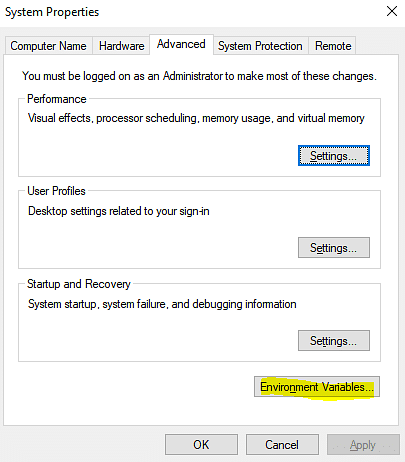 System Properties
Computer Name Hardware Advanced System Protection Remote
You must be logged on as an Administrator to make most of these changes.
Performance
Visual effects, processor scheduling, memory usage, and virtual memory
Settings...
User Profiles
Desktop settings related to your sign-in
Settings...
Startup and Recovery
System startup, system failure, and debugging information
Settings...
Environment Variables...
OK Cancel Apply